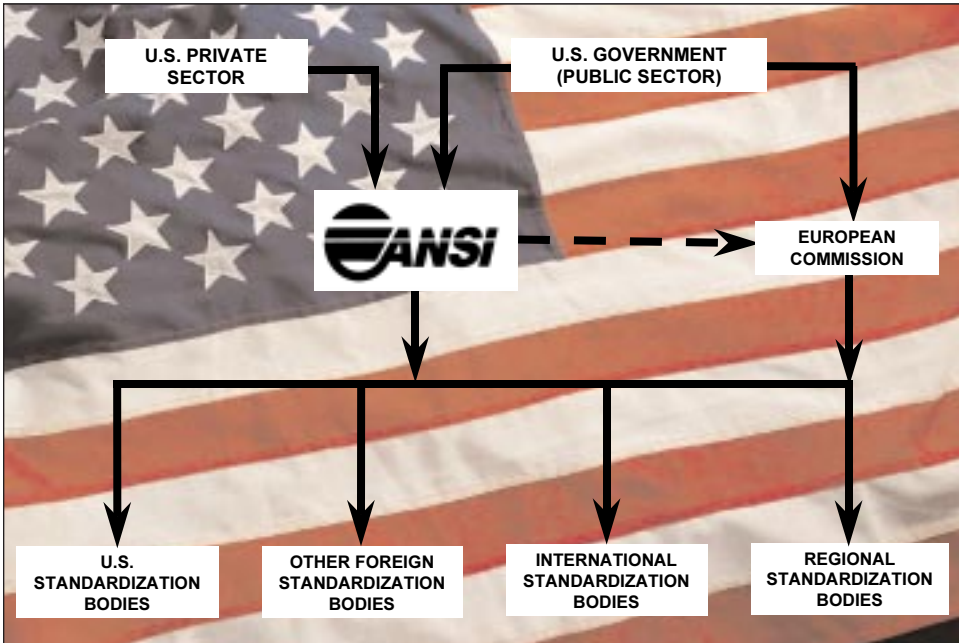 U.S. PRIVATE
SECTOR
U.S. GOVERNMENT
(PUBLIC SECTOR)
ANSI
EUROPEAN
COMMISSION
U.S.
STANDARDIZATION
BODIES
OTHER FOREIGN
STANDARDIZATION
BODIES
INTERNATIONAL
STANDARDIZATION
BODIES
REGIONAL
STANDARDIZATION
BODIES